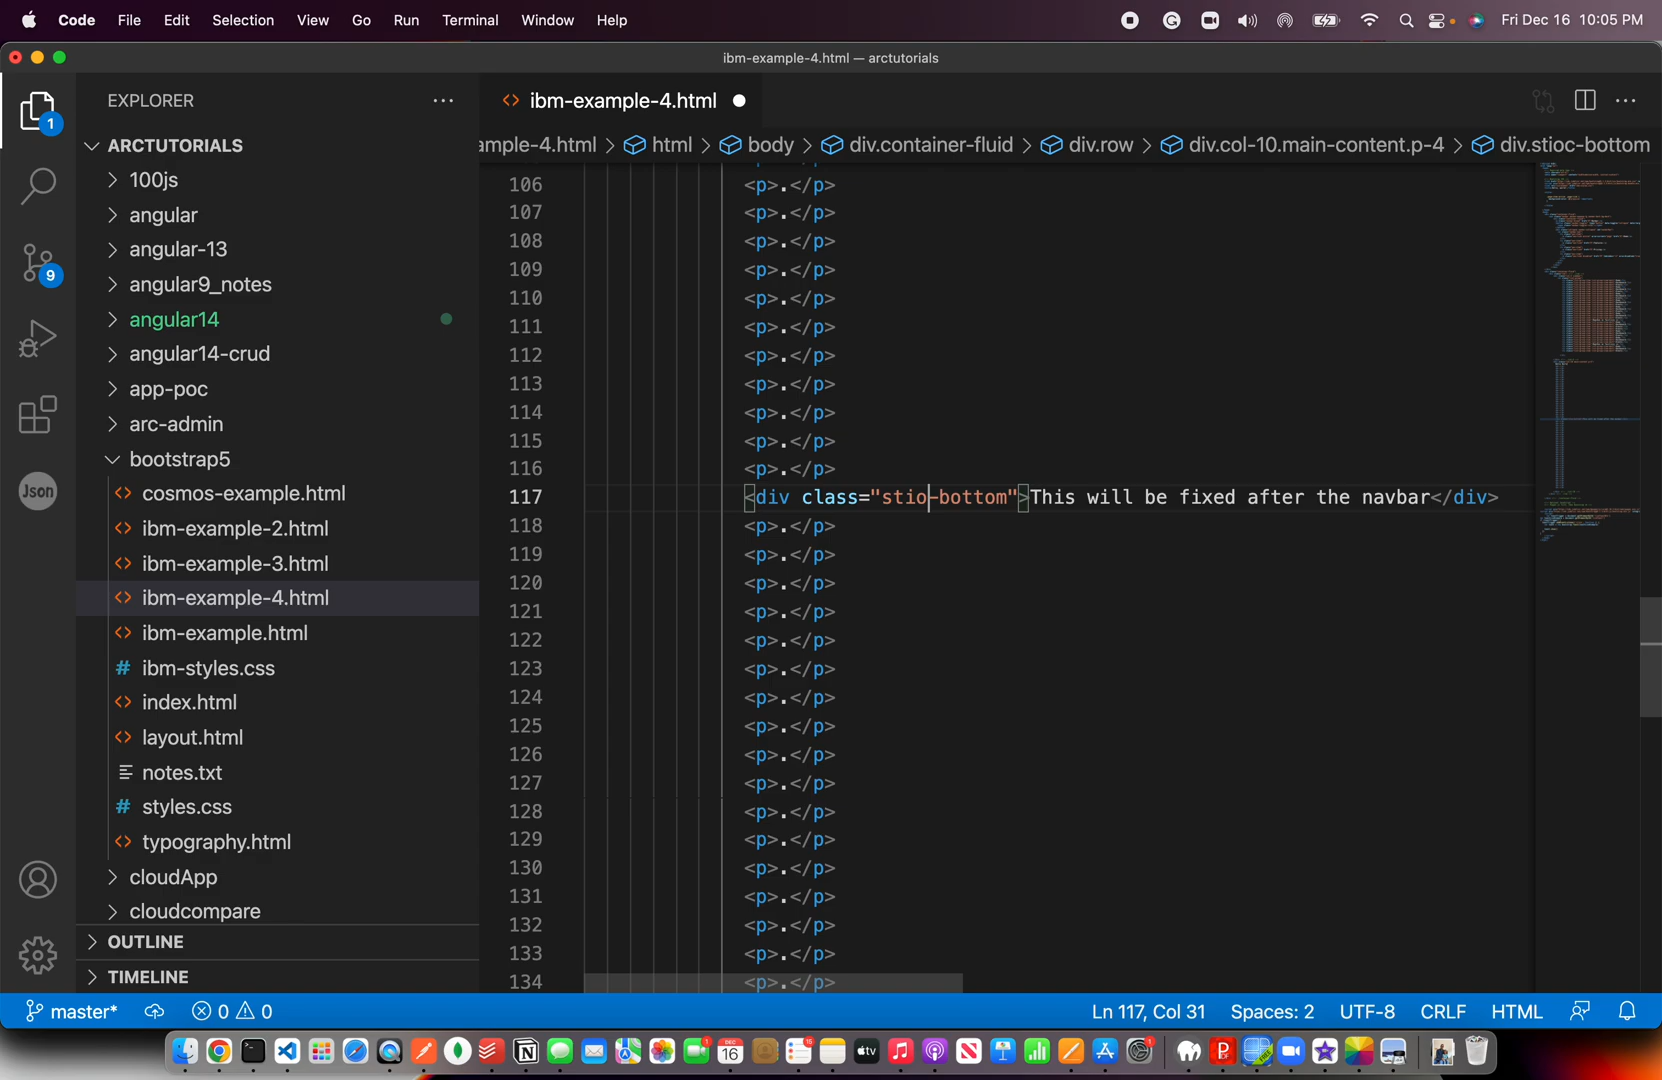 Code File Edit Selection View Go Run Terminal Window Help Fri Dec 16 10:05 PM
ibm-example-4.html — arctutorials
EXPLORER
ibm-example-4.html
ample-4.html > html > body > div.container-fluid > div.row > div.col-10.main-content.p-4 > div.stioc-bottom
1
9
Json
ARCTUTORIALS
100js
angular
angular-13
angular9_notes
angular14
angular14-crud
app-poc
arc-admin
bootstrap5
cosmos-example.html
ibm-example-2.html
ibm-example-3.html
ibm-example-4.html
ibm-example.html
ibm-styles.css
index.html
layout.html
notes.txt
styles.css
typography.html
cloudApp
cloudcompare
OUTLINE
TIMELINE
106 <p>.</p>
107 <p>.</p>
108 <p>.</p>
109 <p>.</p>
110 <p>.</p>
111 <p>.</p>
112 <p>.</p>
113 <p>.</p>
114 <p>.</p>
115 <p>.</p>
116 <p>.</p>
117 <div class="stio-bottom">This will be fixed after the navbar</div>
118 <p>.</p>
119 <p>.</p>
120 <p>.</p>
121 <p>.</p>
122 <p>.</p>
123 <p>.</p>
124 <p>.</p>
125 <p>.</p>
126 <p>.</p>
127 <p>.</p>
128 <p>.</p>
129 <p>.</p>
130 <p>.</p>
131 <p>.</p>
132 <p>.</p>
133 <p>.</p>
134 <p>.</p>
master* 0 0 Ln 117, Col 31 Spaces: 2 UTF-8 CRLF HTML